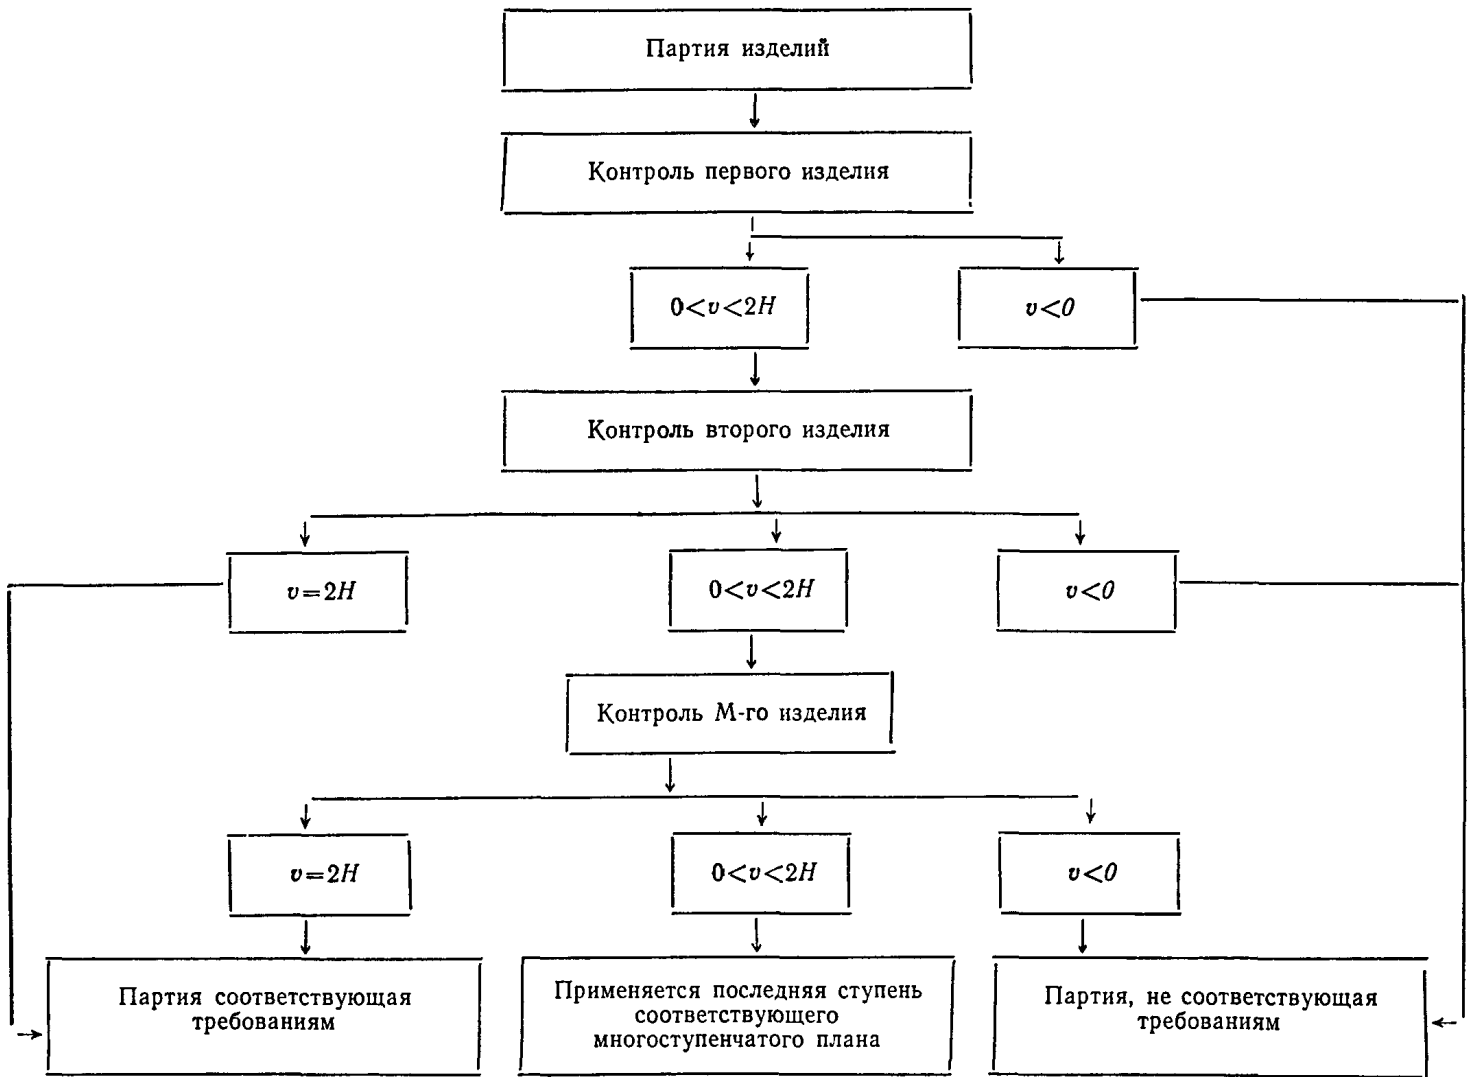 Партия изделий
Контроль первого изделия
0<v<2H
v<0
Контроль второго изделия
v=2H
0<v<2H
v<0
Контроль М-го изделия
v=2H
0<v<2H
v<0
Партия соответствующая
требованиям
Применяется последняя ступень
соответствующего
многоступенчатого плана
Партия, не соответствующая
требованиям